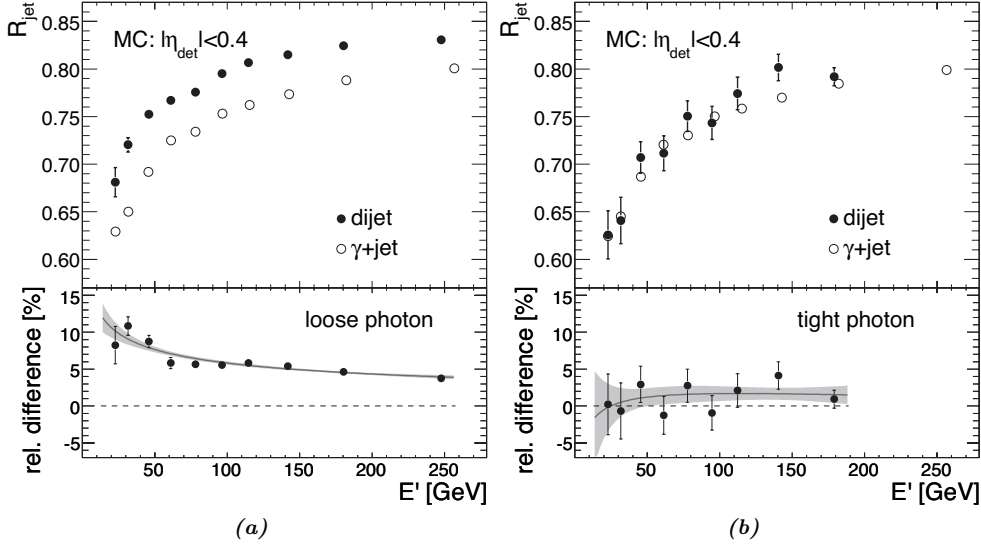 R_jet
0.85
0.80
0.75
0.70
0.65
0.60
MC: |η_det|<0.4
dijet
γ+jet
rel. difference [%]
15
10
5
0
-5
loose photon
50 100 150 200 250
E' [GeV]
(a)
R_jet
0.85
0.80
0.75
0.70
0.65
0.60
MC: |η_det|<0.4
dijet
γ+jet
rel. difference [%]
15
10
5
0
-5
tight photon
50 100 150 200 250
E' [GeV]
(b)